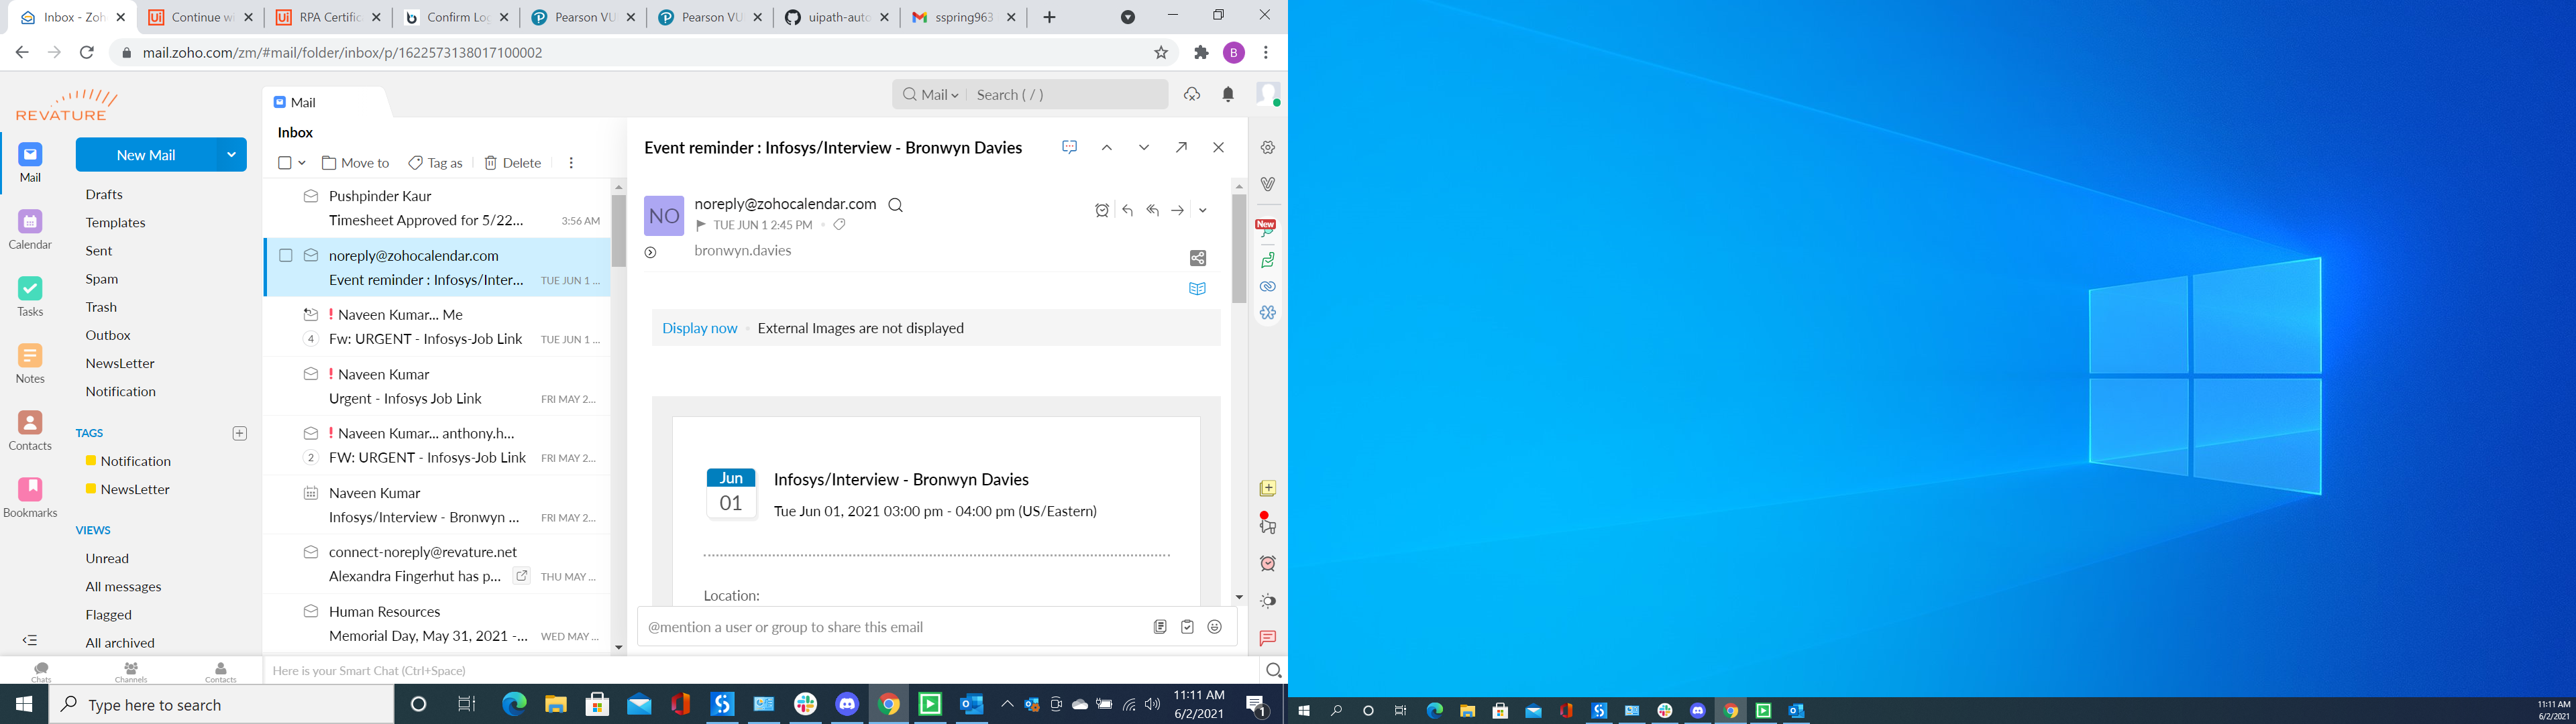 Inbox - Zoh
Continue wi
RPA Certific
Confirm Log
Pearson VU
Pearson VU
uipath-auto
sspring963
mail.zoho.com/zm/#mail/folder/inbox/p/1622573138017100002
B
REVATURE
Mail
Mail
Search ( / )
Inbox
Move to
Tag as
Delete
New Mail
Mail
Calendar
Tasks
Notes
Contacts
Bookmarks
Drafts
Templates
Sent
Spam
Trash
Outbox
NewsLetter
Notification
TAGS
Notification
NewsLetter
VIEWS
Unread
All messages
Flagged
All archived
Pushpinder Kaur
Timesheet Approved for 5/22... 3:56 AM
noreply@zohocalendar.com
Event reminder : Infosys/Inter... TUE JUN 1 ...
! Naveen Kumar... Me
4 Fw: URGENT - Infosys-Job Link TUE JUN 1 ...
! Naveen Kumar
Urgent - Infosys Job Link FRI MAY 2...
! Naveen Kumar... anthony.h...
2 FW: URGENT - Infosys-Job Link FRI MAY 2...
Naveen Kumar
Infosys/Interview - Bronwyn ... FRI MAY 2...
connect-noreply@revature.net
Alexandra Fingerhut has p... THU MAY ...
Human Resources
Memorial Day, May 31, 2021 -... WED MAY ...
Event reminder : Infosys/Interview - Bronwyn Davies
NO
noreply@zohocalendar.com
TUE JUN 1 2:45 PM
bronwyn.davies
Display now
External Images are not displayed
Jun
01
Infosys/Interview - Bronwyn Davies
Tue Jun 01, 2021 03:00 pm - 04:00 pm (US/Eastern)
Location:
@mention a user or group to share this email
New
Chats
Channels
Contacts
Here is your Smart Chat (Ctrl+Space)
Type here to search
11:11 AM
6/2/2021
1
11:11 AM
6/2/2021